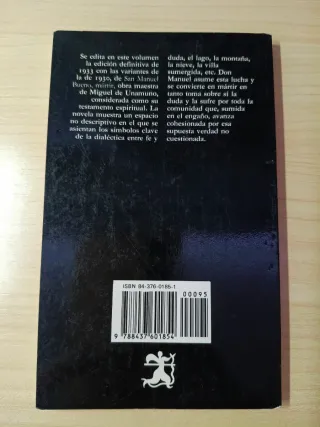 Se edita en este volumen
la edición definitiva de
1933 con las variantes de
la de 1930, de San Manuel
Bueno, mártir, obra maestra
de Miguel de Unamuno,
considerada como su
testamento espiritual. La
novela muestra un espacio
no descriptivo en el que se
asientan los símbolos clave
de la dialéctica entre fe y
duda, el lago, la montaña,
la nieve, la villa
sumergida, etc. Don
Manuel asume esta lucha y
se convierte en mártir en
tanto toma sobre sí la
duda y la sufre por toda la
comunidad que, sumida
en el engaño, avanza
cohesionada por esa
supuesta verdad no
cuestionada.
ISBN 84-376-0185-1
00095
9 788437 601854